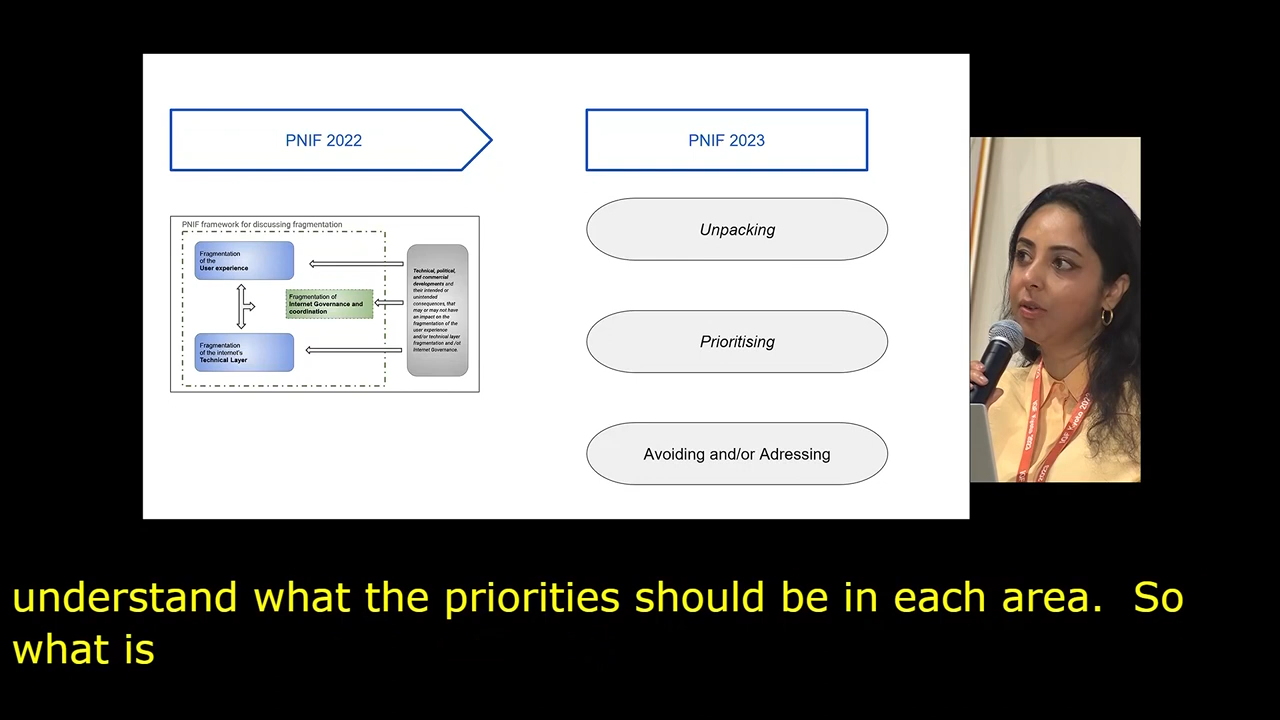 PNIF 2022
PNIF 2023
PNIF framework for discussing fragmentation
Fragmentation
of the
User experience
Fragmentation of
Internet Governance and
coordination
Fragmentation
of the internet's
Technical Layer
Technical, political,
and commercial
developments and
their intended or
unintended
consequences, that
may or may not have
an impact on the
fragmentation of the
user experience
and/or technical layer
fragmentation and /or
Internet Governance.
Unpacking
Prioritising
Avoiding and/or Adressing
understand what the priorities should be in each area.  So
what is